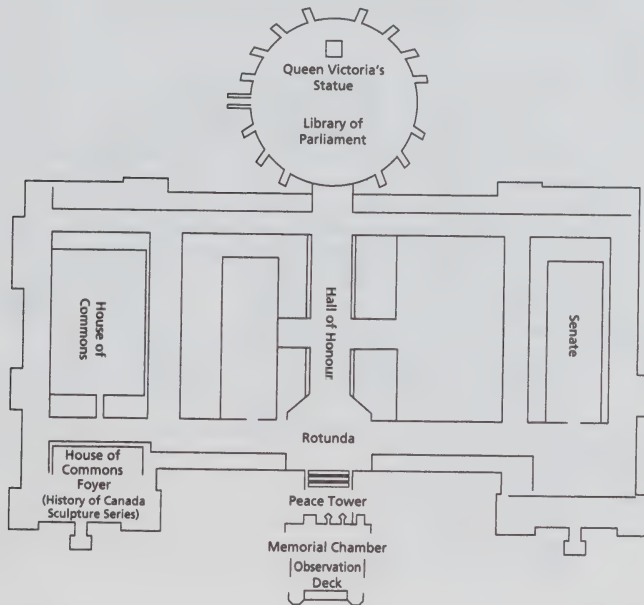 Queen Victoria's
Statue
Library of
Parliament
House of
Commons
Hall of Honour
Senate
Rotunda
House of
Commons
Foyer
(History of Canada
Sculpture Series)
Peace Tower
Memorial Chamber
Observation
Deck